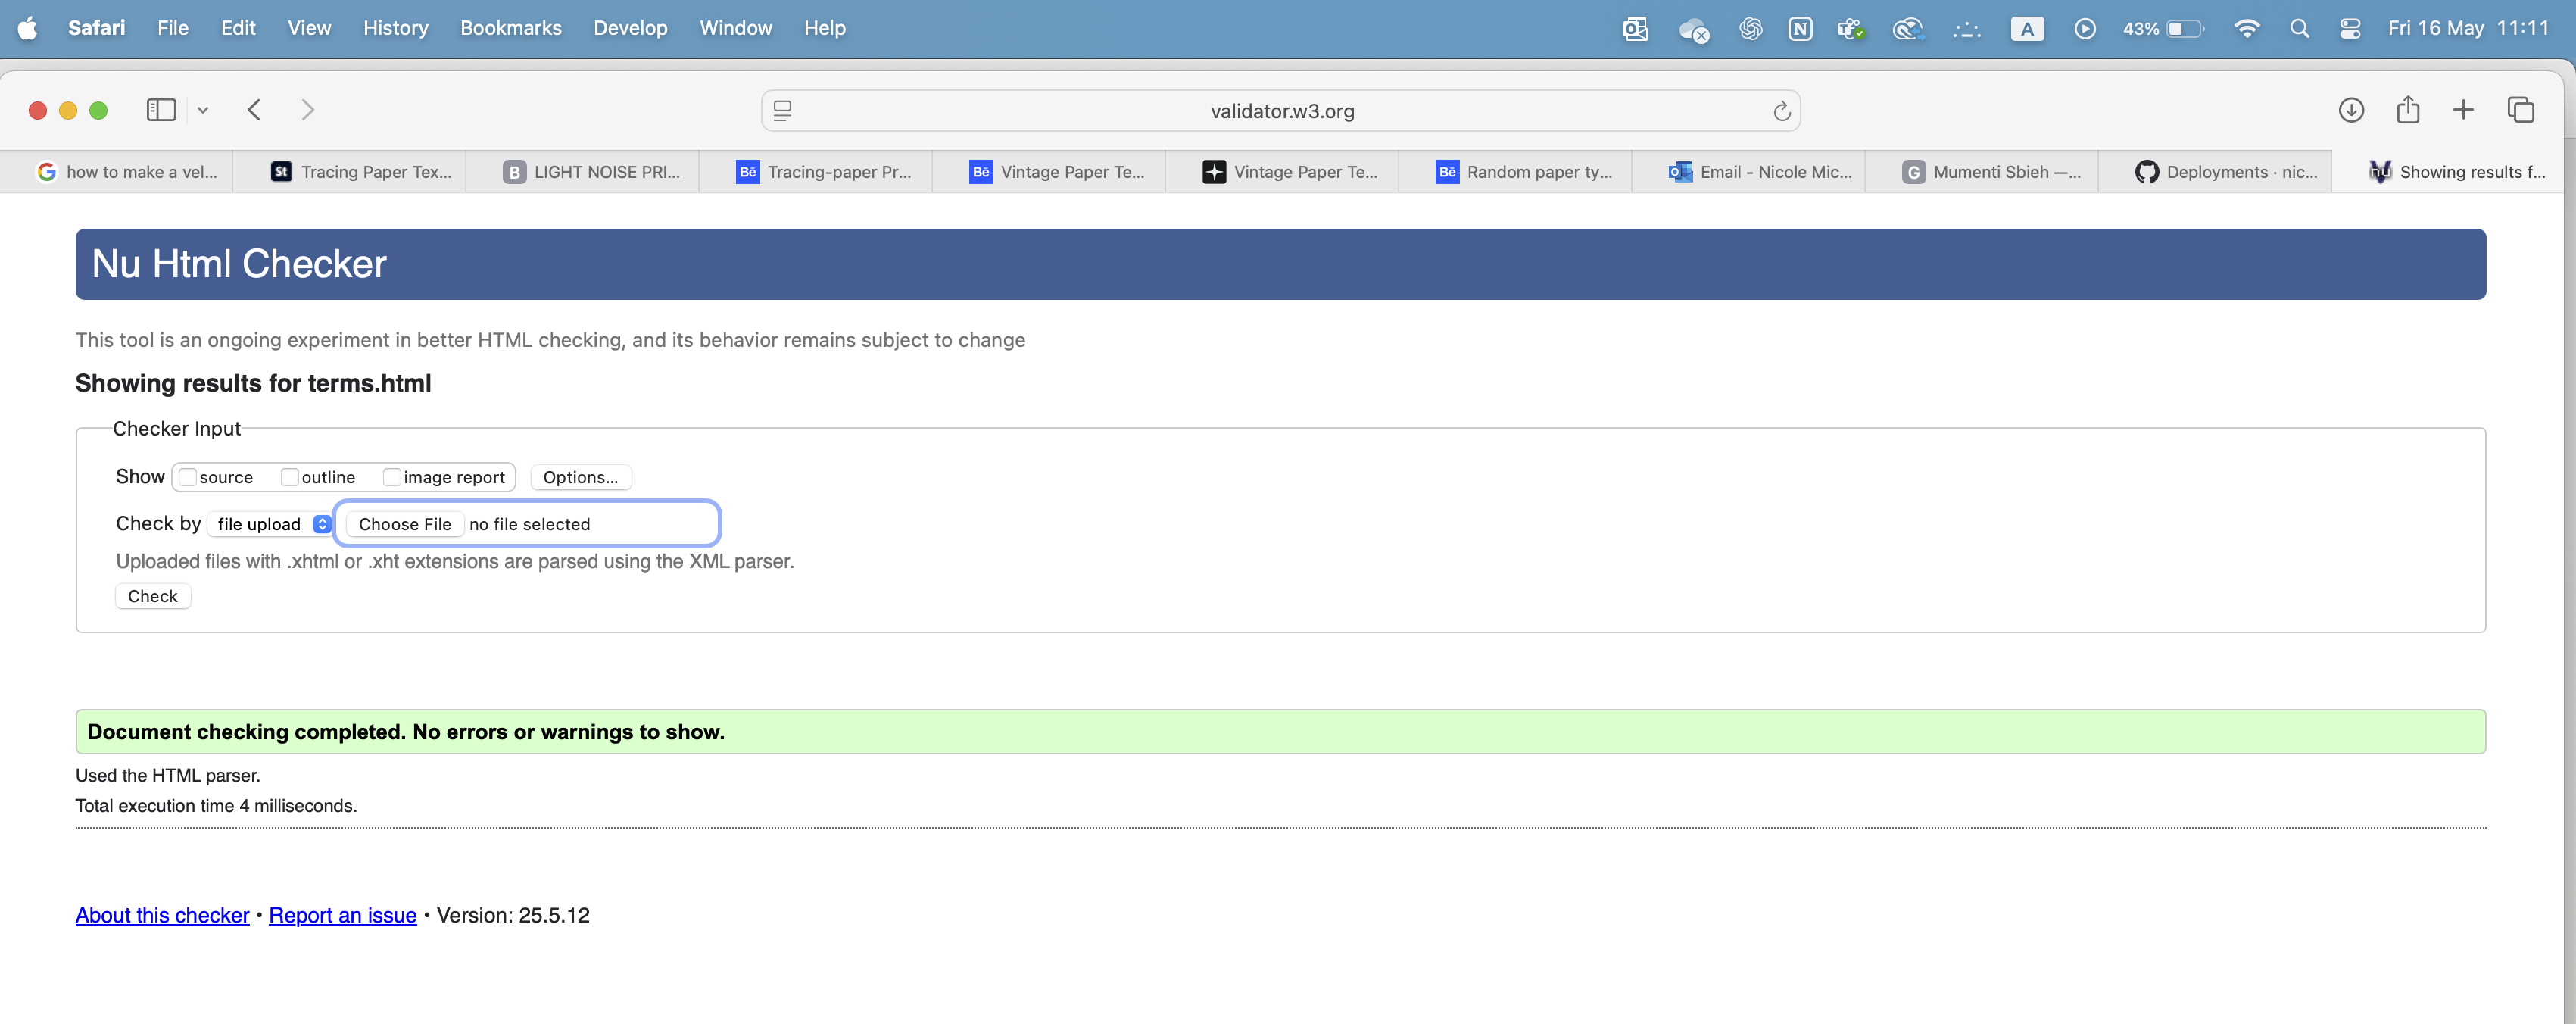 Safari File Edit View History Bookmarks Develop Window Help N A 43% Fri 16 May 11:11
validator.w3.org
how to make a vel... St Tracing Paper Tex... B LIGHT NOISE PRI... Bē Tracing-paper Pr... Bē Vintage Paper Te... Vintage Paper Te... Bē Random paper ty... Email - Nicole Mic... G Mumenti Sbieh —... Deployments · nic... nu Showing results f...
Nu Html Checker
This tool is an ongoing experiment in better HTML checking, and its behavior remains subject to change
Showing results for terms.html
Checker Input
Show source outline image report Options...
Check by file upload Choose File no file selected
Uploaded files with .xhtml or .xht extensions are parsed using the XML parser.
Check
Document checking completed. No errors or warnings to show.
Used the HTML parser.
Total execution time 4 milliseconds.
About this checker • Report an issue • Version: 25.5.12